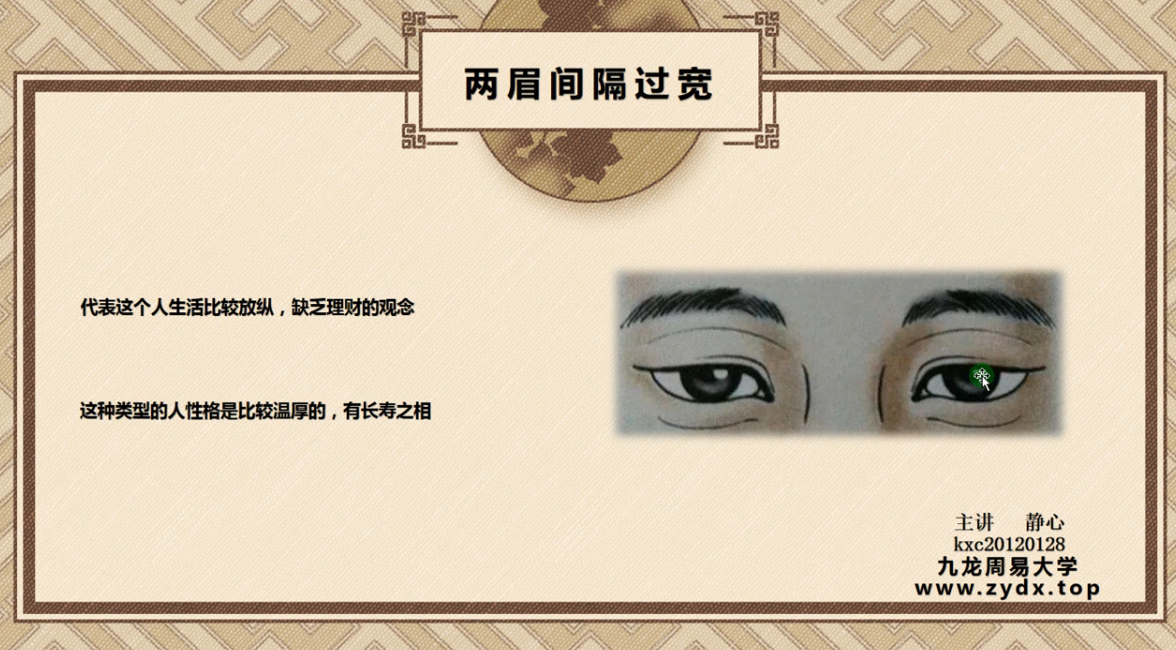 两眉间隔过宽
代表这个人生活比较放纵，缺乏理财的观念
这种类型的人性格是比较温厚的，有长寿之相
主讲 静心
kxc20120128
九龙周易大学
www.zydx.top